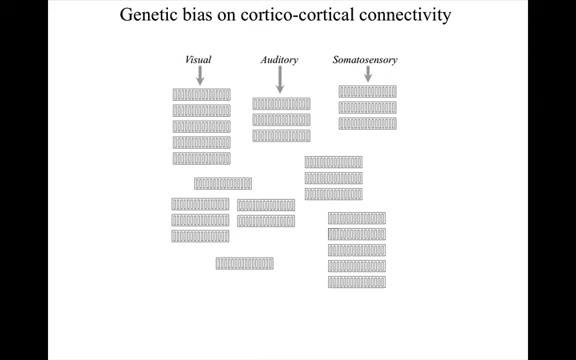 Genetic bias on cortico-cortical connectivity
Visual
Auditory
Somatosensory